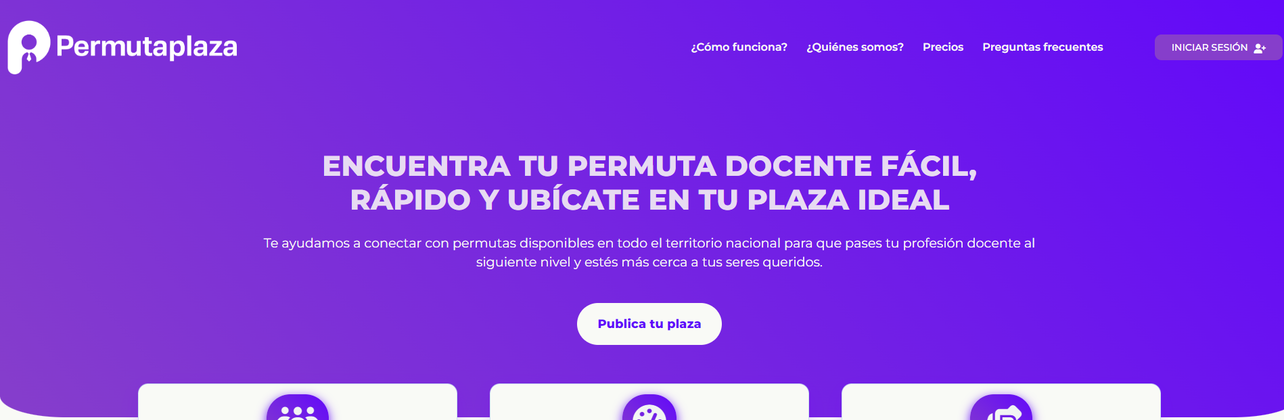 Permutaplaza
¿Cómo funciona?
¿Quiénes somos?
Precios
Preguntas frecuentes
INICIAR SESIÓN
ENCUENTRA TU PERMUTA DOCENTE FÁCIL,
RÁPIDO Y UBÍCATE EN TU PLAZA IDEAL
Te ayudamos a conectar con permutas disponibles en todo el territorio nacional para que pases tu profesión docente al
siguiente nivel y estés más cerca a tus seres queridos.
Publica tu plaza